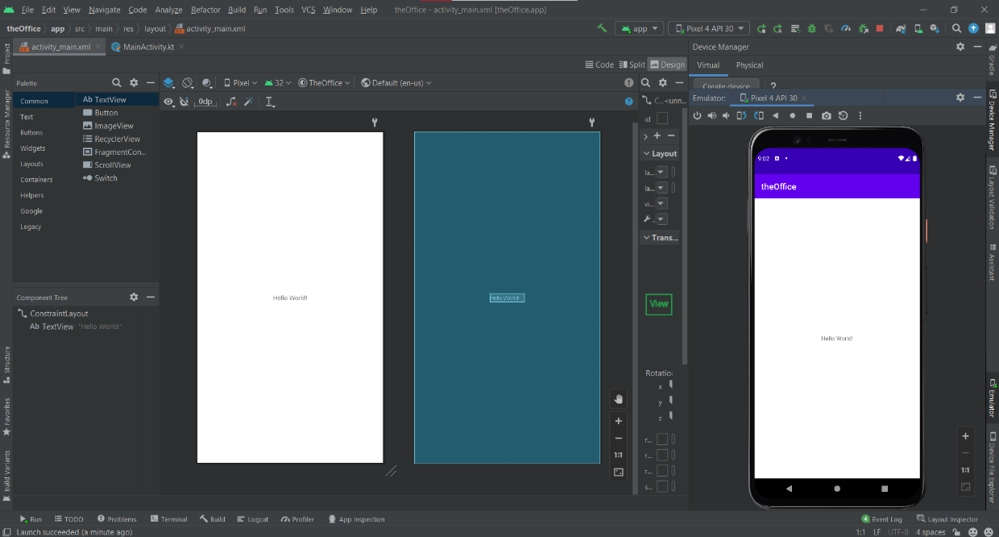 File Edit View Navigate Code Analyze Refactor Build Run Tools VCS Window Help theOffice - activity_main.xml [theOffice.app]
theOffice app src main res layout activity_main.xml app Pixel 4 API 30
activity_main.xml MainActivity.kt
Code Split Design
Palette
Pixel 32 TheOffice Default (en-us)
0dp
Common
Text
Buttons
Widgets
Layouts
Containers
Helpers
Google
Legacy
Ab TextView
Button
ImageView
RecyclerView
FragmentCon...
ScrollView
Switch
Component Tree
ConstraintLayout
Ab TextView "Hello World!"
Hello World!
Hello World!
1:1
C...<unn...
id
Layout
la...
la...
vi...
Trans...
View
Rotation
x
y
z
r...
r...
r...
s...
Device Manager
Virtual Physical
Create device ?
Emulator: Pixel 4 API 30
9:02
theOffice
Hello World!
1:1
Project
Resource Manager
Structure
Favorites
Build Variants
Gradle
Device Manager
Layout Validation
Assistant
Emulator
Device File Explorer
Run TODO Problems Terminal Build Logcat Profiler App Inspection 4 Event Log Layout Inspector
Launch succeeded (a minute ago) 1:1 LF UTF-8 4 spaces